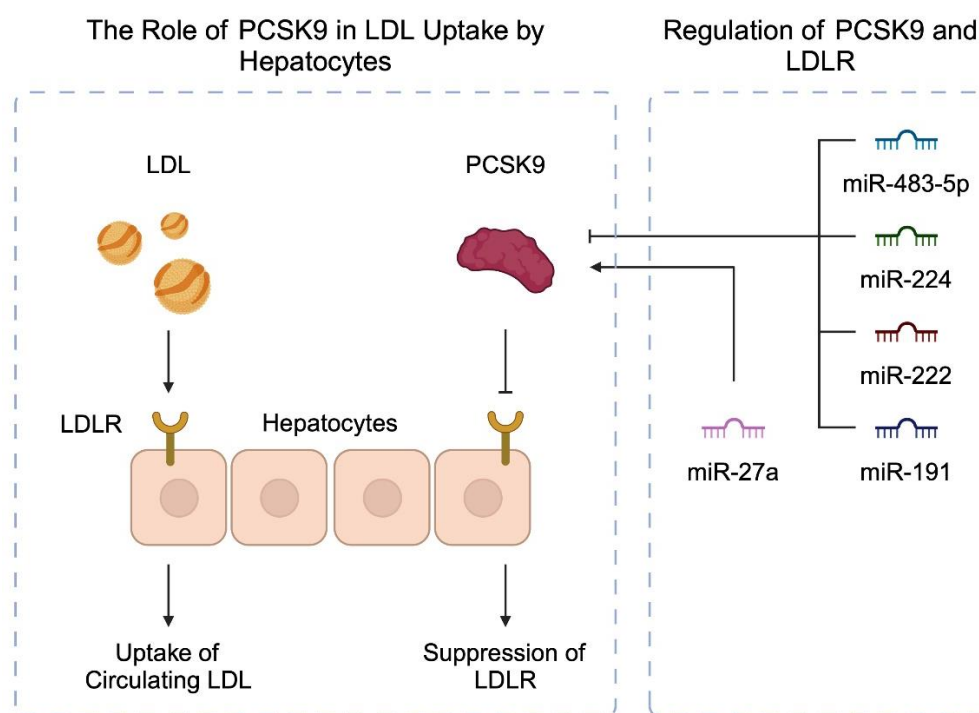 The Role of PCSK9 in LDL Uptake by
Hepatocytes
Regulation of PCSK9 and
LDLR
LDL
PCSK9
LDLR
Hepatocytes
Uptake of
Circulating LDL
Suppression of
LDLR
miR-483-5p
miR-224
miR-222
miR-27a
miR-191